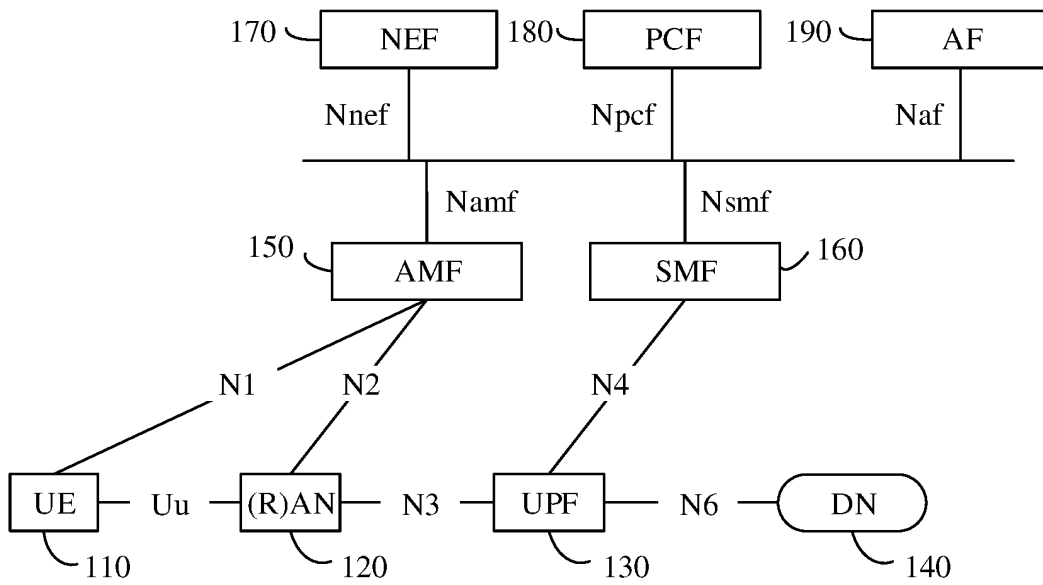 170 NEF 180 PCF 190 AF
Nnef Npcf Naf
Namf Nsmf
150 AMF SMF 160
N1 N2 N4
UE Uu (R)AN N3 UPF N6 DN
110 120 130 140